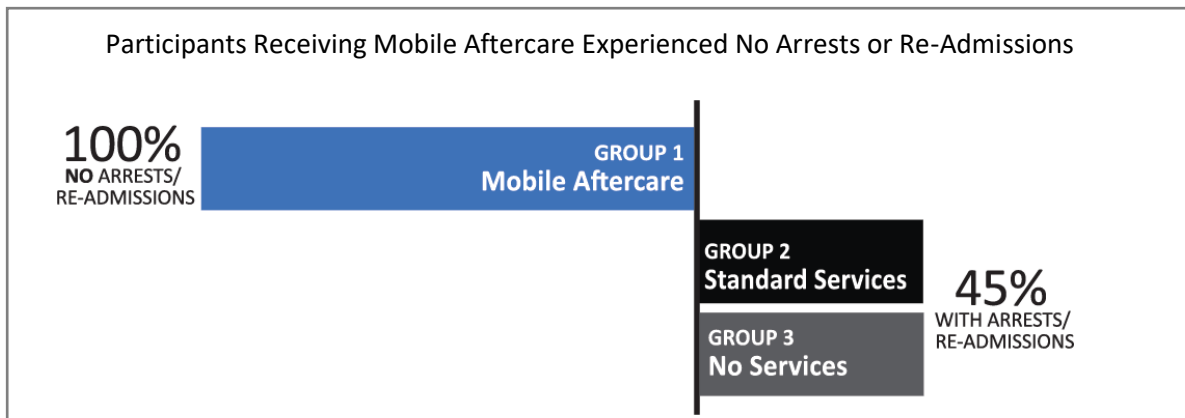 Participants Receiving Mobile Aftercare Experienced No Arrests or Re-Admissions
100%
NO ARRESTS/
RE-ADMISSIONS
GROUP 1
Mobile Aftercare
GROUP 2
Standard Services
GROUP 3
No Services
45%
WITH ARRESTS/
RE-ADMISSIONS